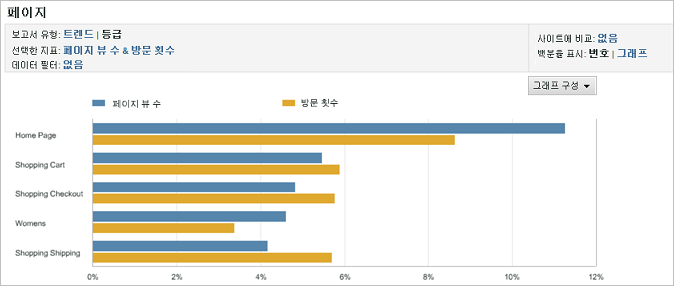 페이지
보고서 유형: 트렌드 | 등급
선택한 지표: 페이지 뷰 수 & 방문 횟수
데이터 필터: 없음
사이트에 비교: 없음
백분율 표시: 번호 | 그래프
그래프 구성
페이지 뷰 수 방문 횟수
Home Page
Shopping Cart
Shopping Checkout
Womens
Shopping Shipping
0% 2% 4% 6% 8% 10% 12%